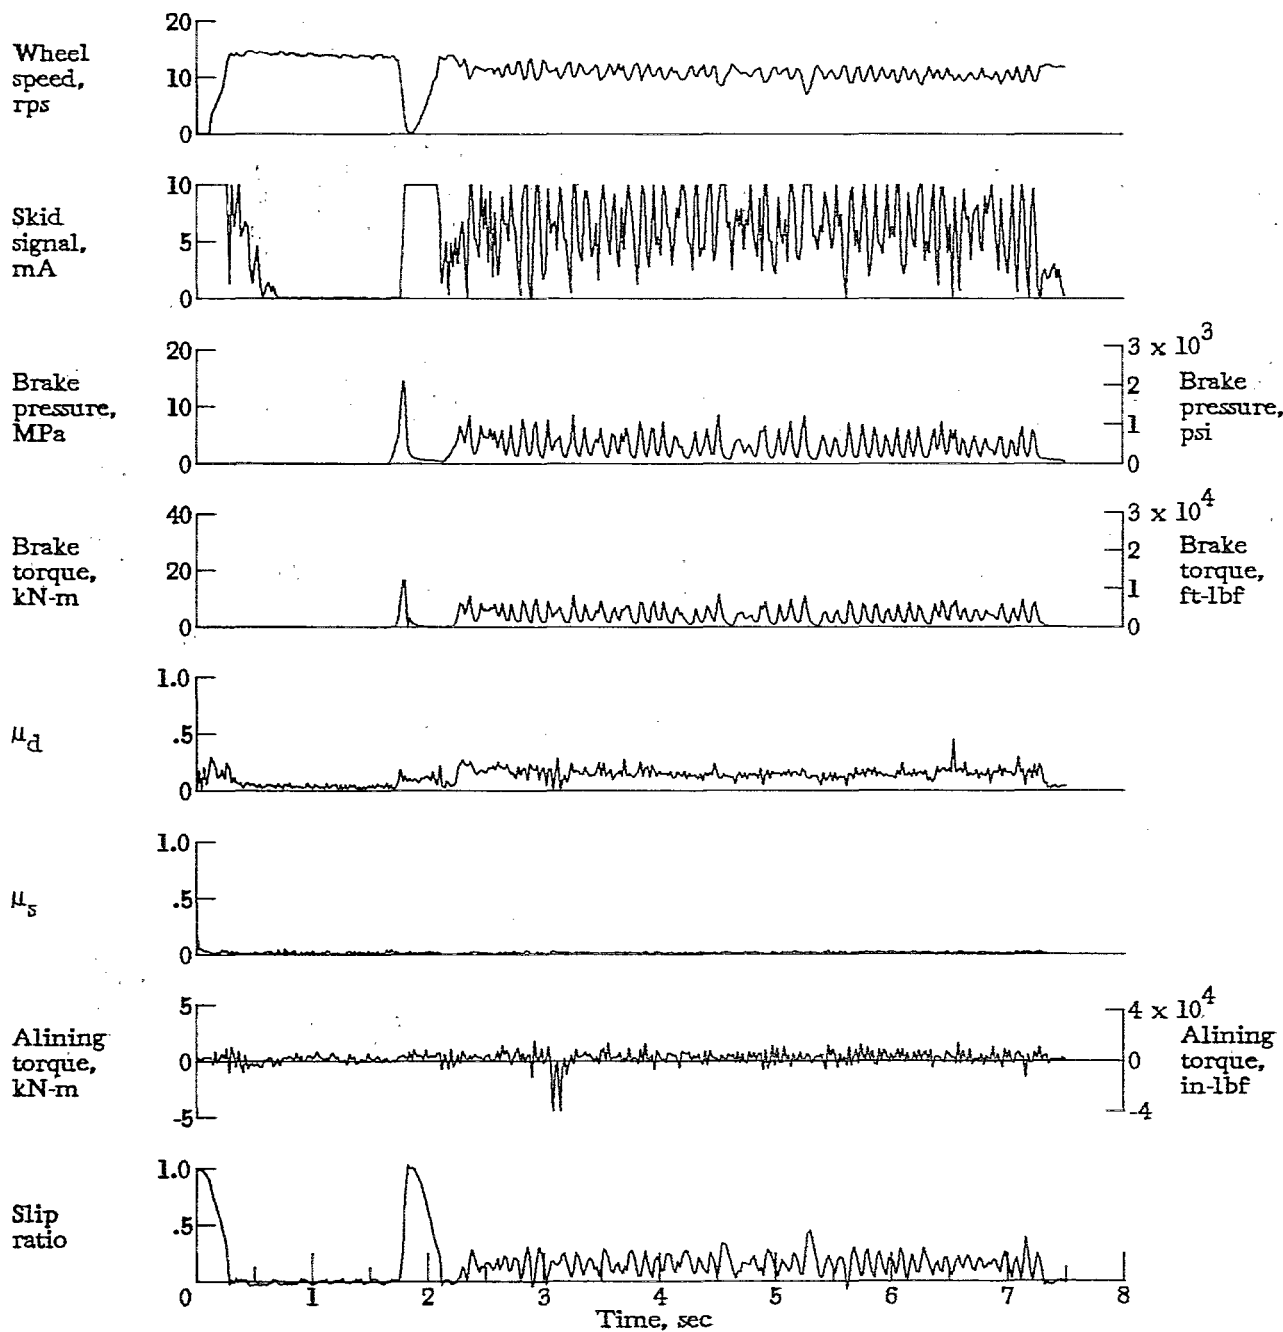 20
Wheel
speed,
rps
10
0
10
Skid
signal,
mA
5
0
20
Brake
pressure,
MPa
10
0
3 x 10^3
2
1
0
Brake
pressure,
psi
40
Brake
torque,
kN-m
20
0
3 x 10^4
2
1
0
Brake
torque,
ft-lbf
1.0
μd
.5
0
1.0
μs
.5
0
5
Alining
torque,
kN-m
0
-5
4 x 10^4
0
-4
Alining
torque,
in-lbf
1.0
Slip
ratio
.5
0 1 2 3 4 5 6 7 8
Time, sec